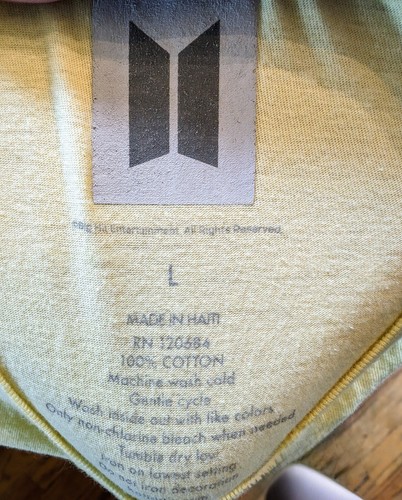 ©Big Hit Entertainment. All Rights Reserved.
L
MADE IN HAITI
RN 120684
100% COTTON
Machine wash cold
Gentle cycle
Wash inside out with like colors
Only non-chlorine bleach when needed
Tumble dry low
Iron on lowest setting
Do not iron decoration